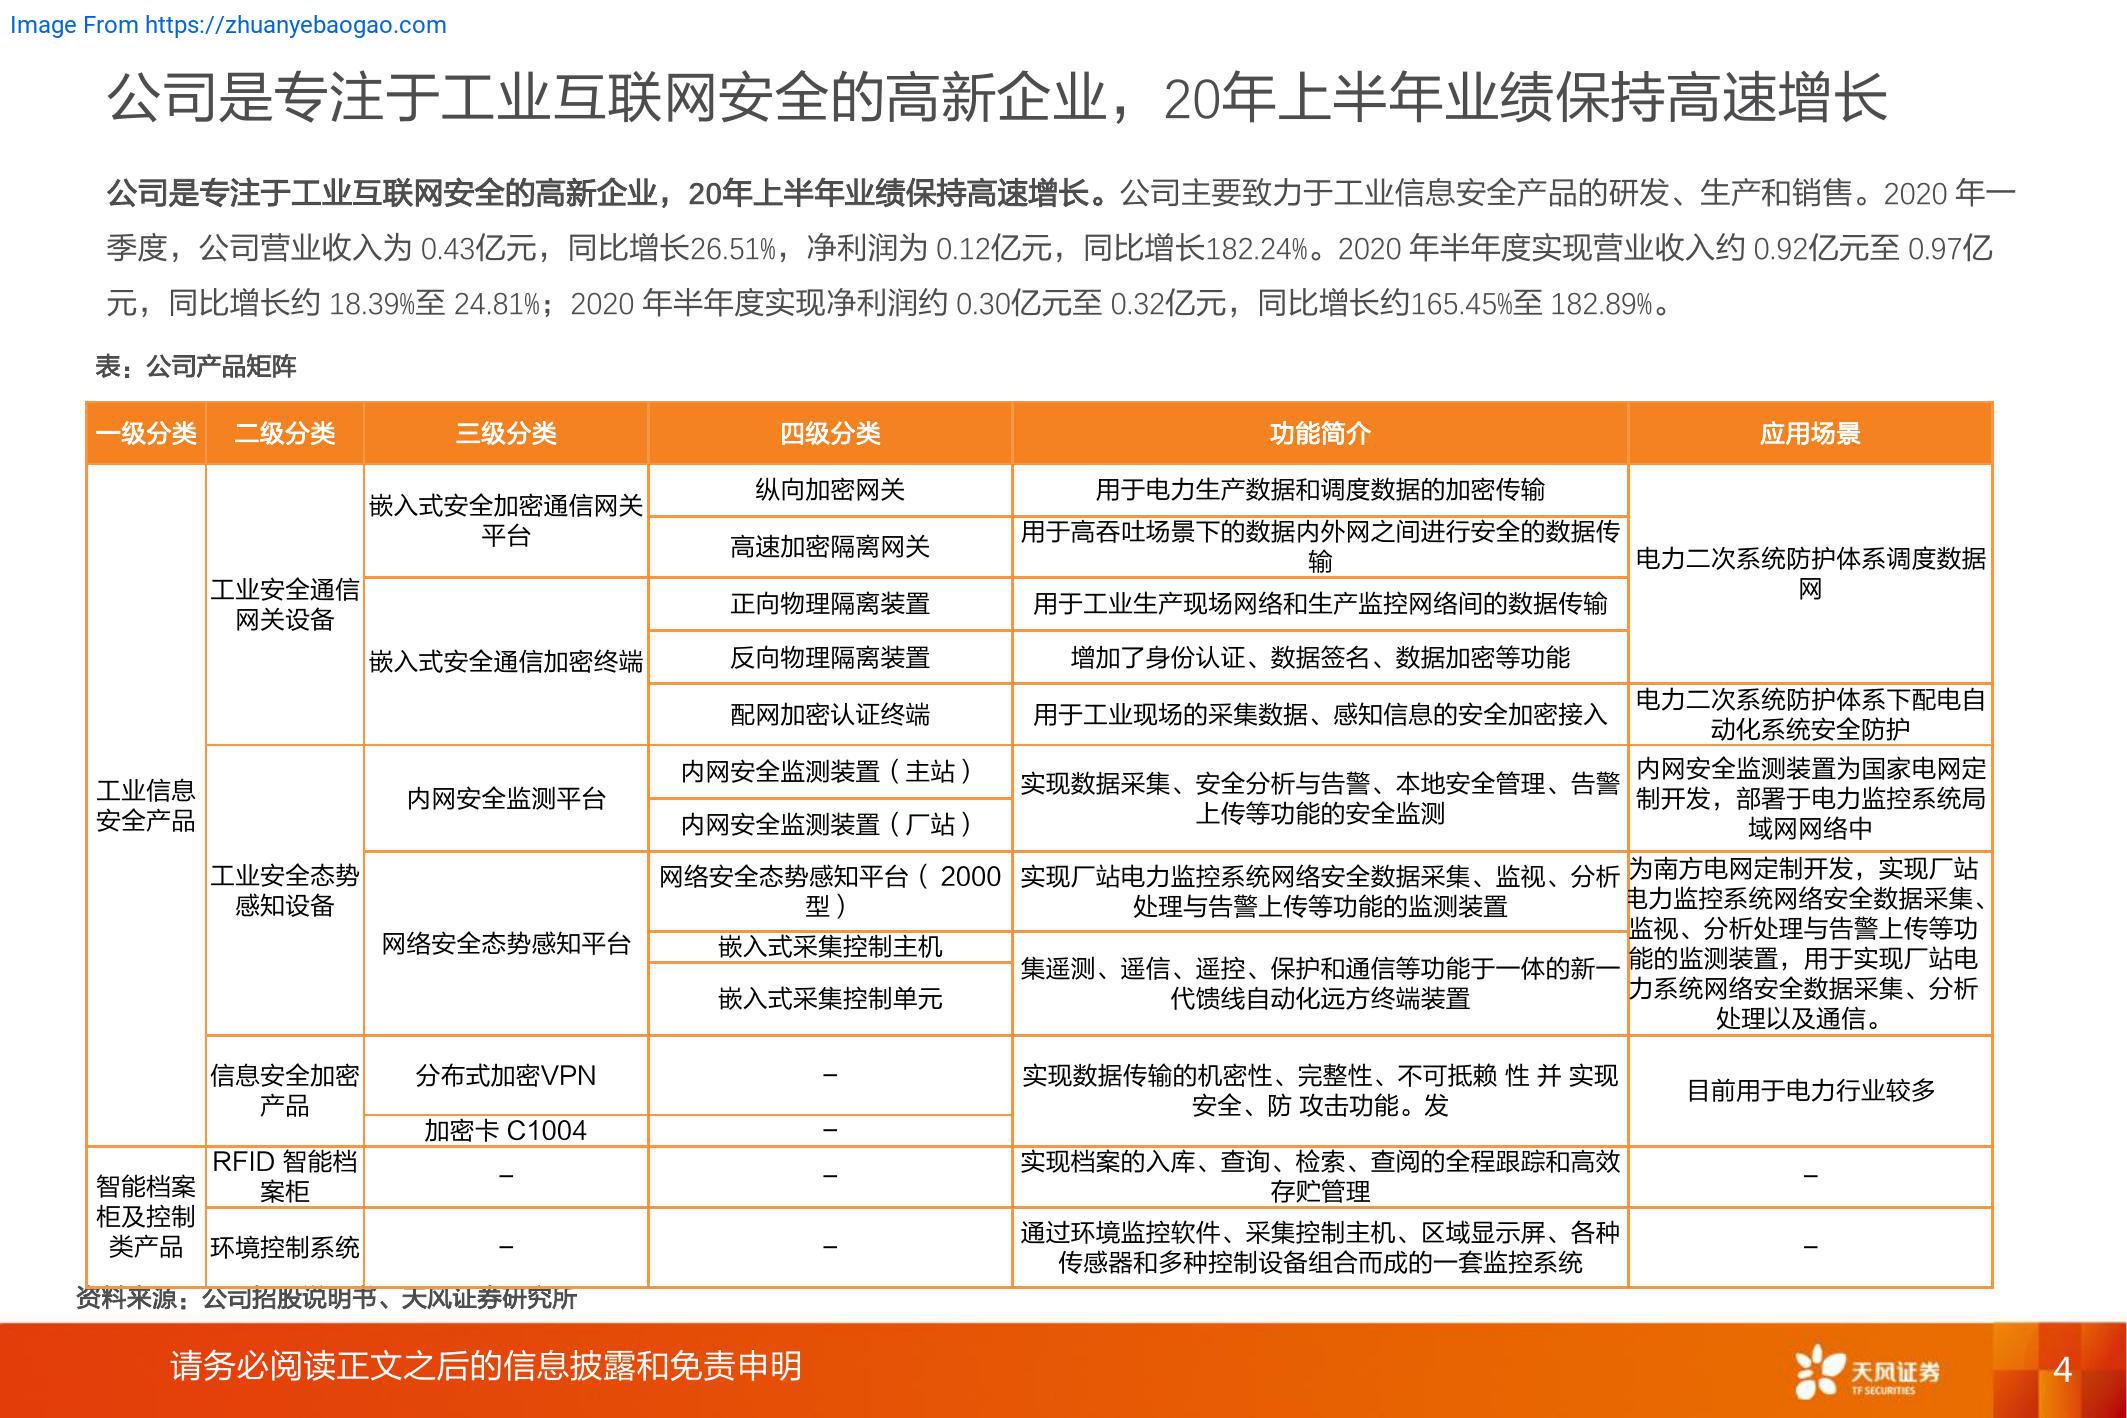 Image From https://zhuanyebaogao.com
公司是专注于工业互联网安全的高新企业，20年上半年业绩保持高速增长
公司是专注于工业互联网安全的高新企业，20年上半年业绩保持高速增长。公司主要致力于工业信息安全产品的研发、生产和销售。2020 年一
季度，公司营业收入为 0.43亿元，同比增长26.51%，净利润为 0.12亿元，同比增长182.24%。2020 年半年度实现营业收入约 0.92亿元至 0.97亿
元，同比增长约 18.39%至 24.81%；2020 年半年度实现净利润约 0.30亿元至 0.32亿元，同比增长约165.45%至 182.89%。
表：公司产品矩阵
一级分类 二级分类 三级分类 四级分类 功能简介 应用场景
工业信息
安全产品
工业安全通信
网关设备
嵌入式安全加密通信网关
平台
纵向加密网关
用于电力生产数据和调度数据的加密传输
电力二次系统防护体系调度数据
网
高速加密隔离网关
用于高吞吐场景下的数据内外网之间进行安全的数据传
输
嵌入式安全通信加密终端
正向物理隔离装置
用于工业生产现场网络和生产监控网络间的数据传输
反向物理隔离装置
增加了身份认证、数据签名、数据加密等功能
配网加密认证终端
用于工业现场的采集数据、感知信息的安全加密接入
电力二次系统防护体系下配电自
动化系统安全防护
工业安全态势
感知设备
内网安全监测平台
内网安全监测装置（主站）
实现数据采集、安全分析与告警、本地安全管理、告警
上传等功能的安全监测
内网安全监测装置为国家电网定
制开发，部署于电力监控系统局
域网网络中
内网安全监测装置（厂站）
网络安全态势感知平台
网络安全态势感知平台（ 2000
型）
实现厂站电力监控系统网络安全数据采集、监视、分析
处理与告警上传等功能的监测装置
为南方电网定制开发，实现厂站
电力监控系统网络安全数据采集、
监视、分析处理与告警上传等功
能的监测装置，用于实现厂站电
力系统网络安全数据采集、分析
处理以及通信。
嵌入式采集控制主机
集遥测、遥信、遥控、保护和通信等功能于一体的新一
代馈线自动化远方终端装置
嵌入式采集控制单元
信息安全加密
产品
分布式加密VPN
–
实现数据传输的机密性、完整性、不可抵赖 性 并 实现
安全、防 攻击功能。发
目前用于电力行业较多
加密卡 C1004
–
智能档案
柜及控制
类产品
RFID 智能档
案柜
–
–
实现档案的入库、查询、检索、查阅的全程跟踪和高效
存贮管理
–
环境控制系统
–
–
通过环境监控软件、采集控制主机、区域显示屏、各种
传感器和多种控制设备组合而成的一套监控系统
–
资料来源：公司招股说明书、天风证券研究所
请务必阅读正文之后的信息披露和免责申明
天风证券
TF SECURITIES
4